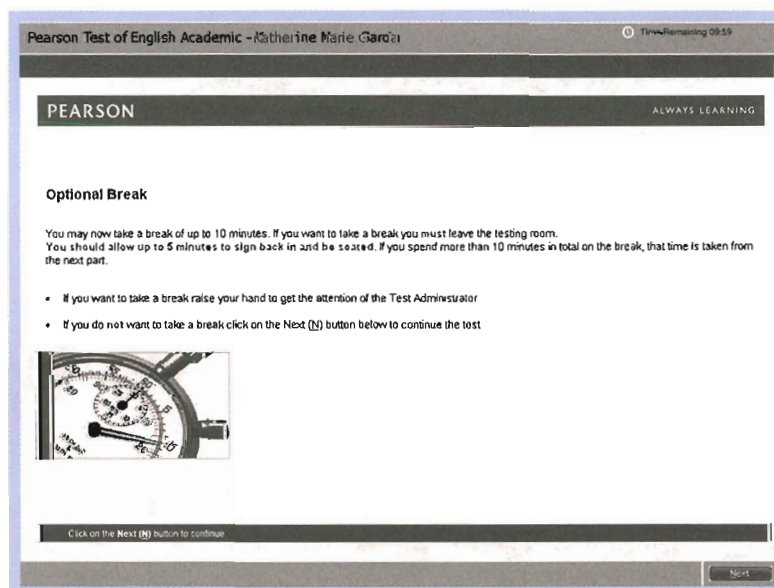 Pearson Test of English Academic - Katherine Marie Garcia
Time Remaining 09:59
PEARSON
ALWAYS LEARNING
Optional Break
You may now take a break of up to 10 minutes. If you want to take a break you must leave the testing room.
You should allow up to 5 minutes to sign back in and be seated. If you spend more than 10 minutes in total on the break, that time is taken from
the next part.
• If you want to take a break raise your hand to get the attention of the Test Administrator
• If you do not want to take a break click on the Next (N) button below to continue the test
55
60
Click on the Next (N) button to continue
Next